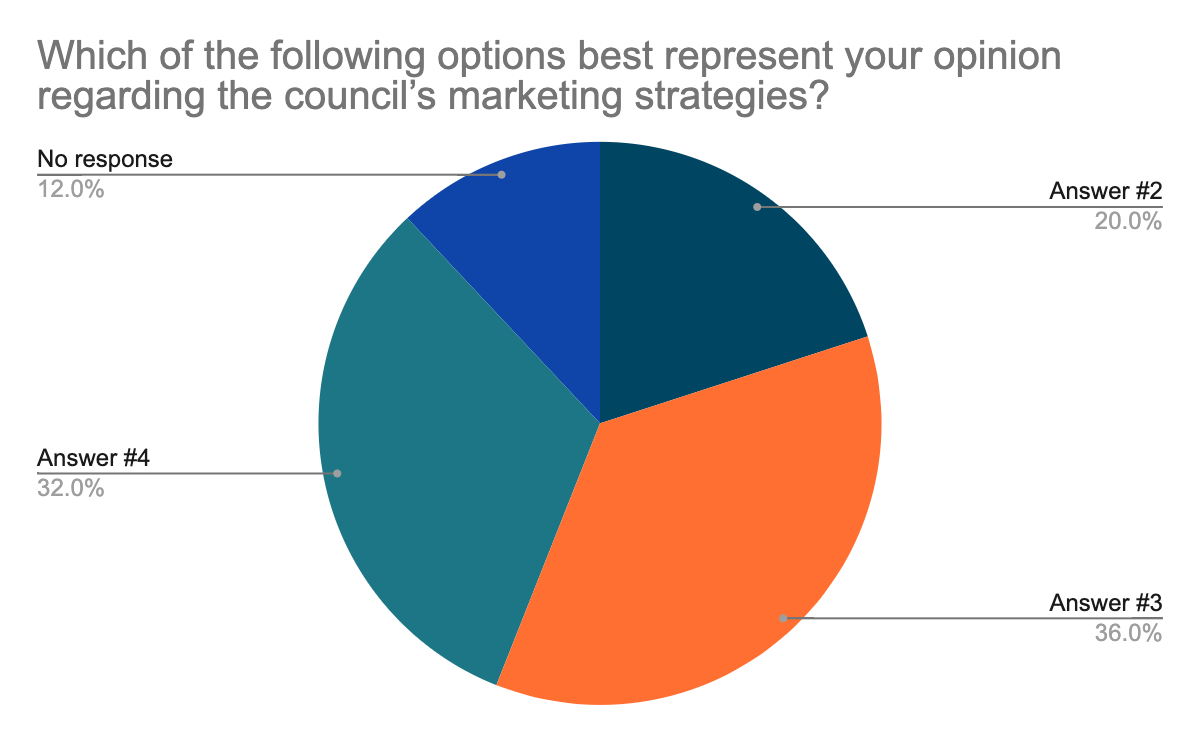 Which of the following options best represent your opinion
regarding the council’s marketing strategies?
No response
12.0%
Answer #2
20.0%
Answer #4
32.0%
Answer #3
36.0%